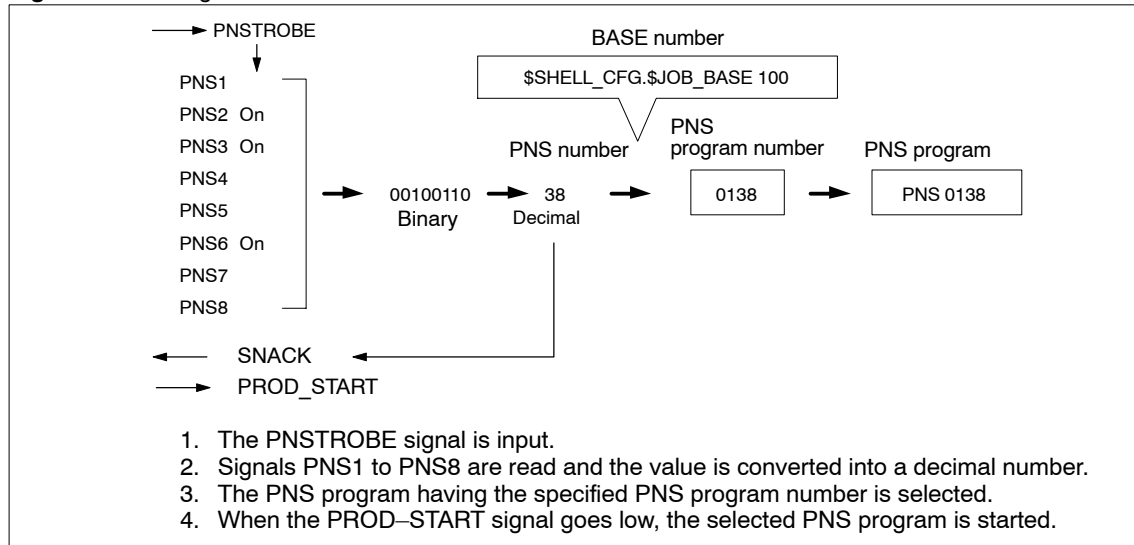 PNSTROBE
PNS1
PNS2 On
PNS3 On
PNS4
PNS5
PNS6 On
PNS7
PNS8
00100110
Binary
BASE number
$SHELL_CFG.$JOB_BASE 100
PNS number
38
Decimal
PNS
program number
0138
PNS program
PNS 0138
SNACK
PROD_START
1. The PNSTROBE signal is input.
2. Signals PNS1 to PNS8 are read and the value is converted into a decimal number.
3. The PNS program having the specified PNS program number is selected.
4. When the PROD–START signal goes low, the selected PNS program is started.